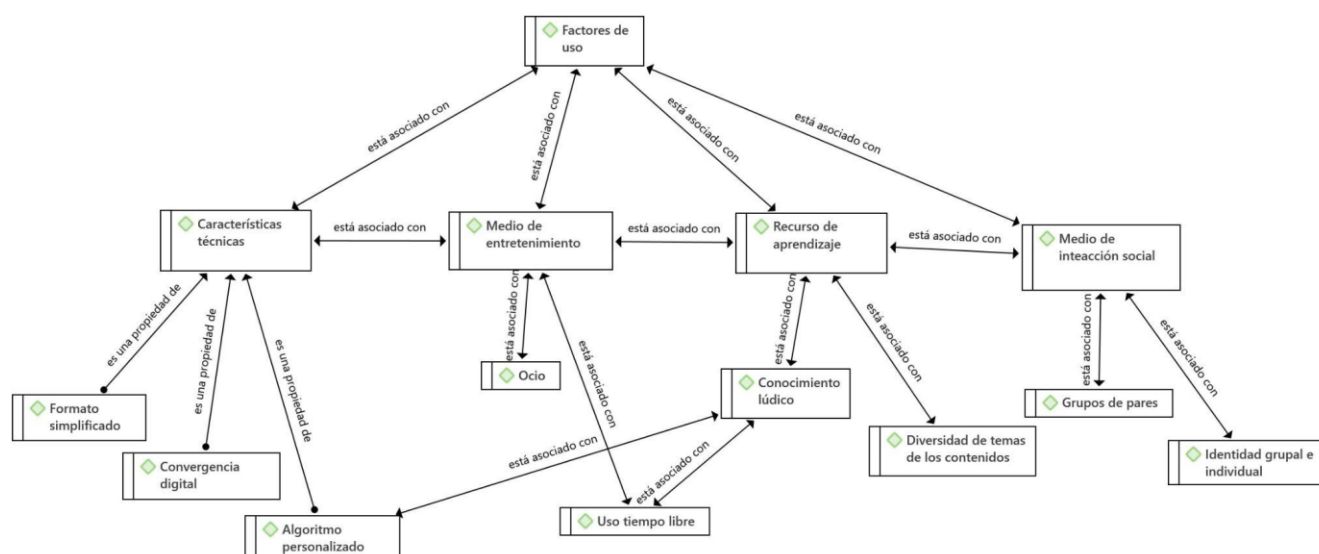 Factores de
uso
está asociado con
está asociado con
está asociado con
está asociado con
Características
técnicas
está asociado con
Medio de
entretenimiento
está asociado con
Recurso de
aprendizaje
está asociado con
Medio de
inteacción social
es una propiedad de
es una propiedad de
es una propiedad de
está asociado con
está asociado con
está asociado con
está asociado con
está asociado con
está asociado con
Ocio
Conocimiento
lúdico
Grupos de pares
Formato
simplificado
Diversidad de temas
de los contenidos
Identidad grupal e
individual
está asociado con
está asociado con
Convergencia
digital
Algoritmo
personalizado
Uso tiempo libre